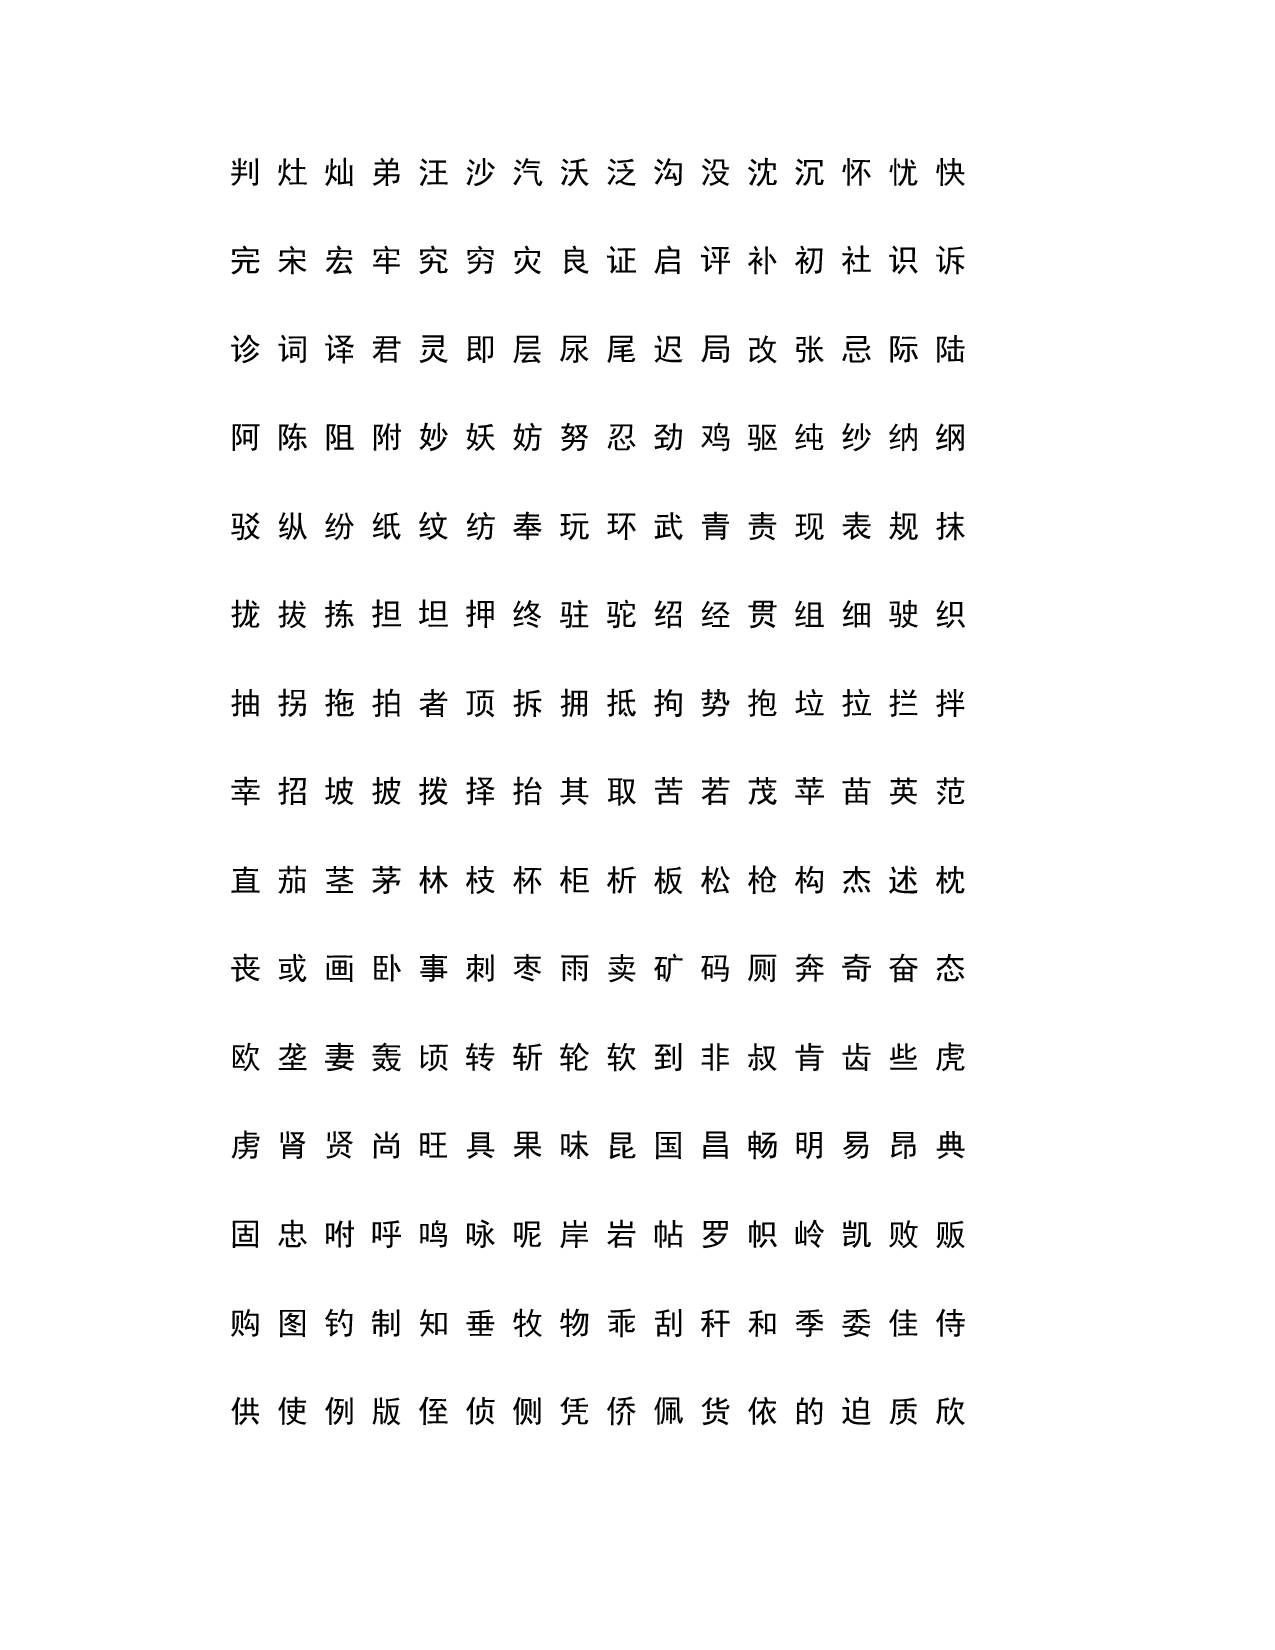 判 灶 灿 弟 汪 沙 汽 沃 泛 沟 没 沈 沉 怀 忧 快
完 宋 宏 牢 究 穷 灾 良 证 启 评 补 初 社 识 诉
诊 词 译 君 灵 即 层 尿 尾 迟 局 改 张 忌 际 陆
阿 陈 阻 附 妙 妖 妨 努 忍 劲 鸡 驱 纯 纱 纳 纲
驳 纵 纷 纸 纹 纺 奉 玩 环 武 青 责 现 表 规 抹
拢 拔 拣 担 坦 押 终 驻 驼 绍 经 贯 组 细 驶 织
抽 拐 拖 拍 者 顶 拆 拥 抵 拘 势 抱 垃 拉 拦 拌
幸 招 坡 披 拨 择 抬 其 取 苦 若 茂 苹 苗 英 范
直 茄 茎 茅 林 枝 杯 柜 析 板 松 枪 构 杰 述 枕
丧 或 画 卧 事 刺 枣 雨 卖 矿 码 厕 奔 奇 奋 态
欧 垄 妻 轰 顷 转 斩 轮 软 到 非 叔 肯 齿 些 虎
虏 肾 贤 尚 旺 具 果 味 昆 国 昌 畅 明 易 昂 典
固 忠 咐 呼 鸣 咏 呢 岸 岩 帖 罗 帜 岭 凯 败 贩
购 图 钓 制 知 垂 牧 物 乖 刮 秆 和 季 委 佳 侍
供 使 例 版 侄 侦 侧 凭 侨 佩 货 依 的 迫 质 欣